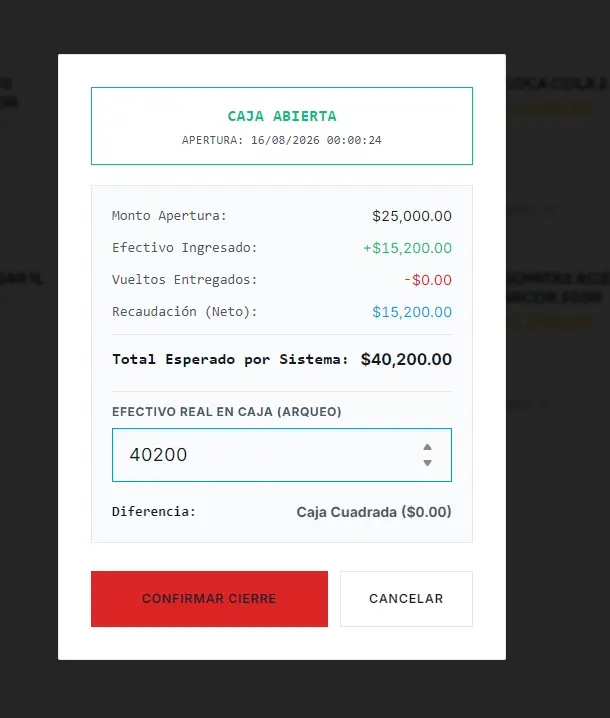 CAJA ABIERTA
APERTURA: 16/08/2026 00:00:24
Monto Apertura: $25,000.00
Efectivo Ingresado: +$15,200.00
Vueltos Entregados: -$0.00
Recaudación (Neto): $15,200.00
Total Esperado por Sistema: $40,200.00
EFECTIVO REAL EN CAJA (ARQUEO)
40200
Diferencia: Caja Cuadrada ($0.00)
CONFIRMAR CIERRE CANCELAR